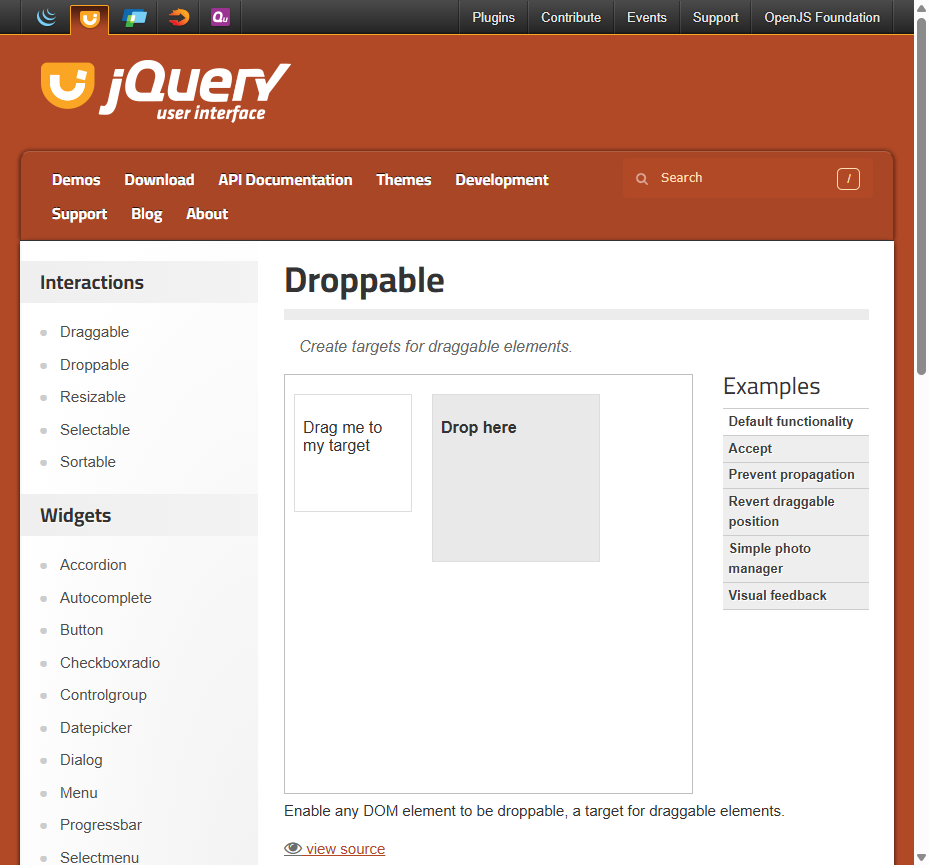 Qu
Plugins Contribute Events Support OpenJS Foundation
jQuery
user interface
Demos Download API Documentation Themes Development
Search /
Support Blog About
Interactions
Draggable
Droppable
Resizable
Selectable
Sortable
Widgets
Accordion
Autocomplete
Button
Checkboxradio
Controlgroup
Datepicker
Dialog
Menu
Progressbar
Selectmenu
Droppable
Create targets for draggable elements.
Drag me to
my target
Drop here
Examples
Default functionality
Accept
Prevent propagation
Revert draggable
position
Simple photo
manager
Visual feedback
Enable any DOM element to be droppable, a target for draggable elements.
view source